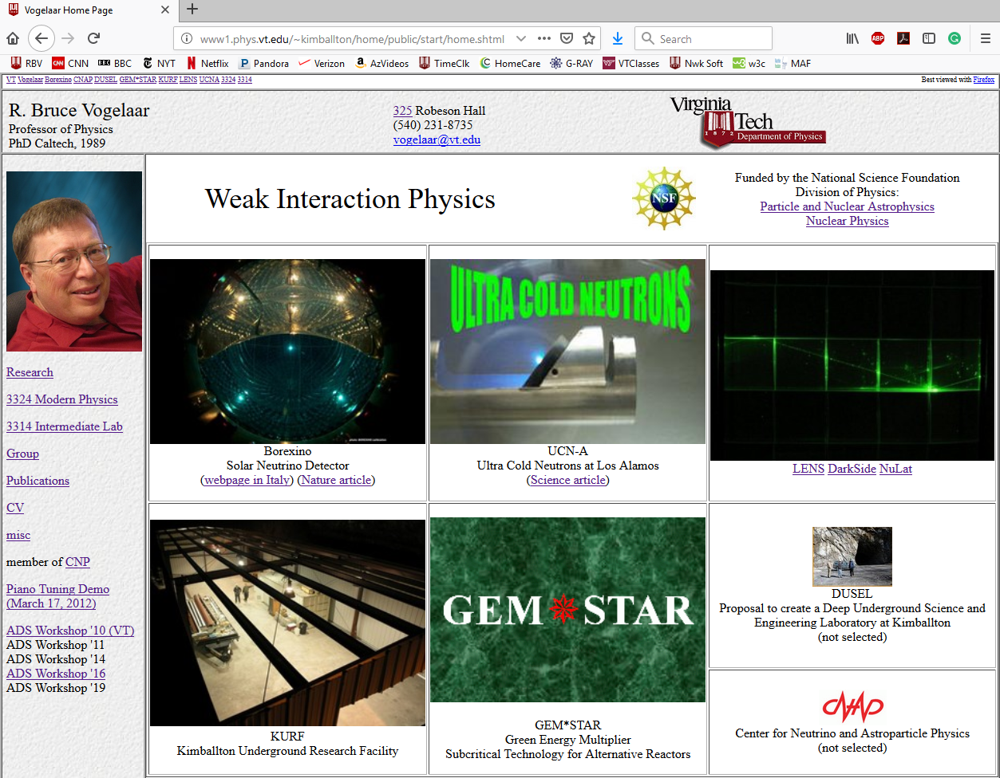 Vogelaar Home Page
www1.phys.vt.edu/~kimballton/home/public/start/home.shtml
Search
RBV CNN BBC NYT Netflix Pandora Verizon AzVideos TimeClk HomeCare G-RAY VTClasses Nwk Soft w3c MAF
VT Vogelaar Borexino CNAP DUSEL GEM*STAR KURF LENS UCNA 3324 3314
Best viewed with Firefox
R. Bruce Vogelaar
Professor of Physics
PhD Caltech, 1989
325 Robeson Hall
(540) 231-8735
vogelaar@vt.edu
Virginia
Tech
1872
Department of Physics
Research
3324 Modern Physics
3314 Intermediate Lab
Group
Publications
CV
misc
member of CNP
Piano Tuning Demo
(March 17, 2012)
ADS Workshop '10 (VT)
ADS Workshop '11
ADS Workshop '14
ADS Workshop '16
ADS Workshop '19
Weak Interaction Physics
NSF
Funded by the National Science Foundation
Division of Physics:
Particle and Nuclear Astrophysics
Nuclear Physics
Borexino
Solar Neutrino Detector
(webpage in Italy) (Nature article)
ULTRA COLD NEUTRONS
UCN-A
Ultra Cold Neutrons at Los Alamos
(Science article)
LENS DarkSide NuLat
KURF
Kimballton Underground Research Facility
GEM STAR
GEM*STAR
Green Energy Multiplier
Subcritical Technology for Alternative Reactors
DUSEL
Proposal to create a Deep Underground Science and
Engineering Laboratory at Kimballton
(not selected)
CNAP
Center for Neutrino and Astroparticle Physics
(not selected)